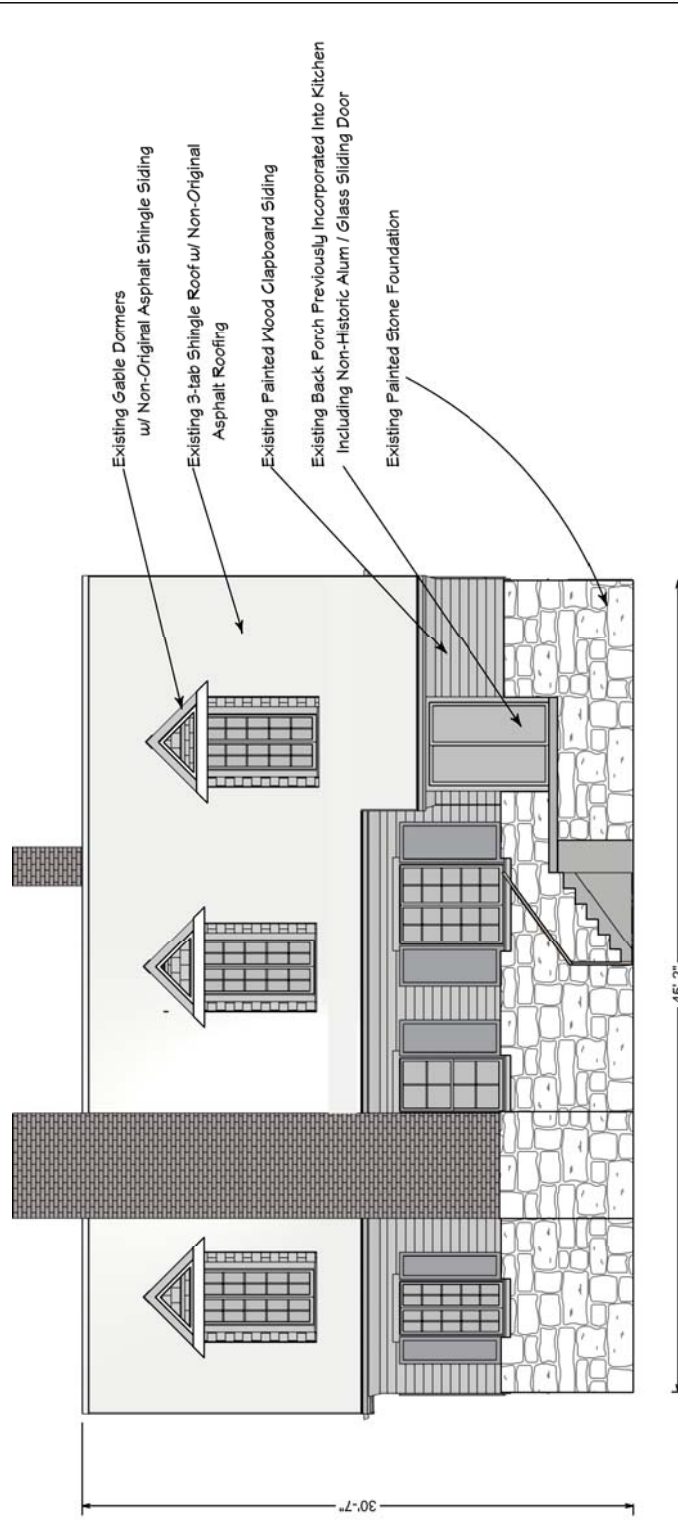 Existing Gable Dormers
w/ Non-Original Asphalt Shingle Siding
Existing 3-tab Shingle Roof w/ Non-Original
Asphalt Roofing
Existing Painted Wood Clapboard Siding
Existing Back Porch Previously Incorporated Into Kitchen
Including Non-Historic Alum / Glass Sliding Door
Existing Painted Stone Foundation
30'-7"